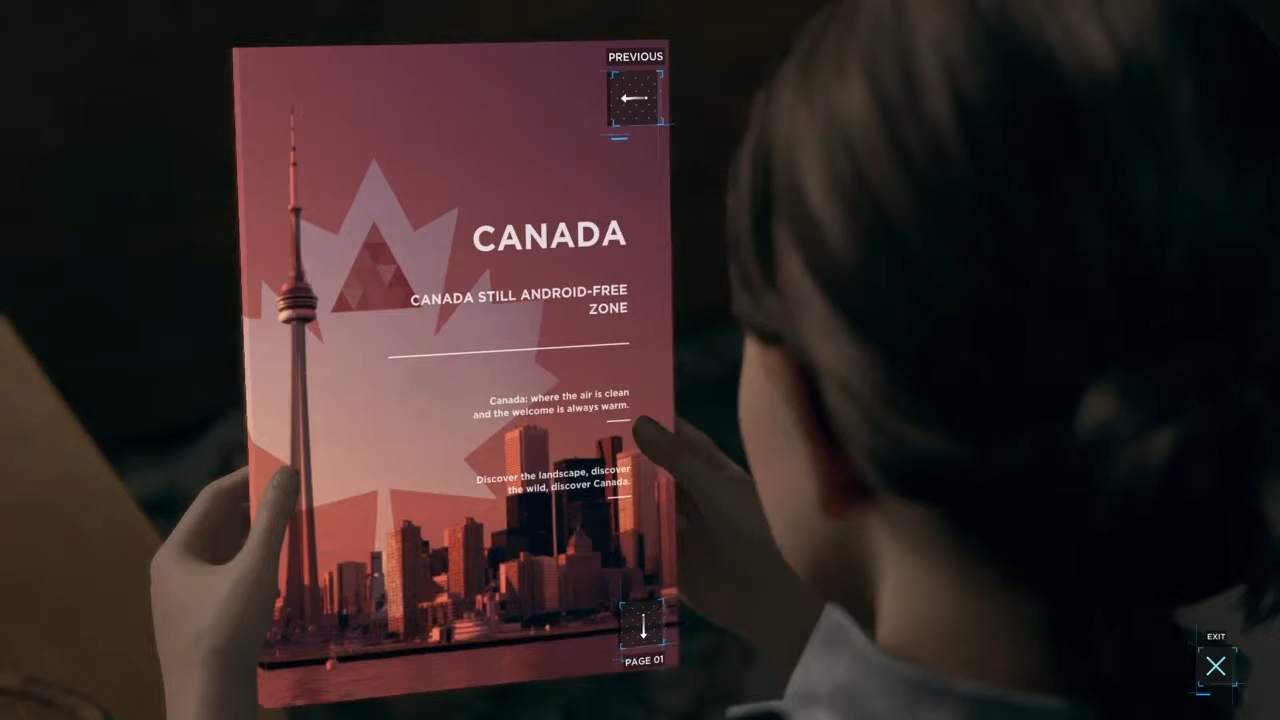 PREVIOUS
CANADA
CANADA STILL ANDROID-FREE
ZONE
Canada: where the air is clean
and the welcome is always warm.
Discover the landscape, discover
the wild, discover Canada.
PAGE 01
EXIT